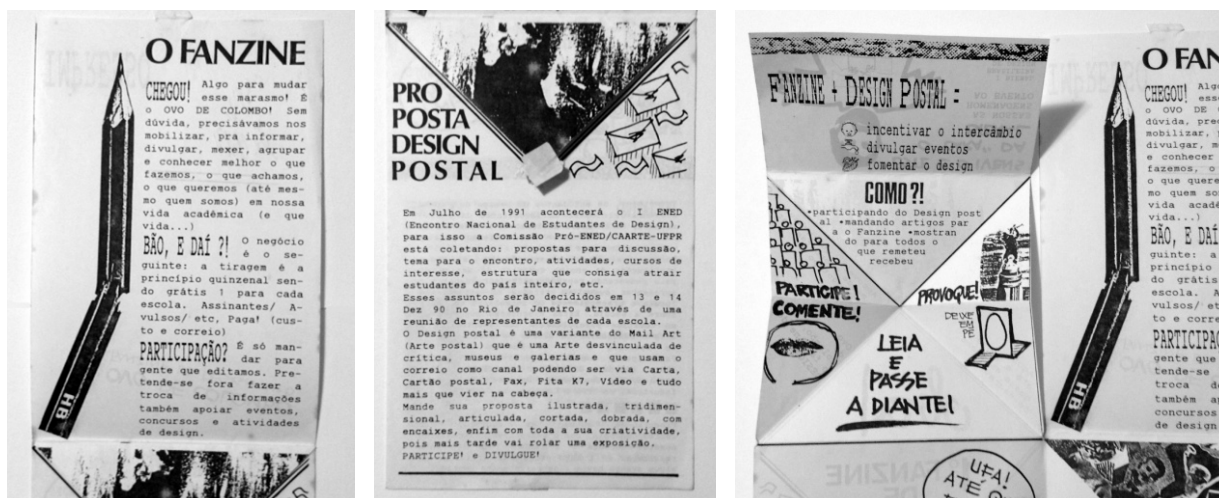 O FANZINE
CHEGOU! Algo para mudar
esse marasmo! É
o OVO DE COLOMBO! Sem
dúvida, precisávamos nos
mobilizar, pra informar,
divulgar, mexer, agrupar
e conhecer melhor o que
fazemos, o que achamos,
o que queremos (até mes-
mo quem somos) em nossa
vida acadêmica (e que
vida...)
BÃO, E DAÍ ?! O negócio
é o se-
guinte: a tiragem é a
princípio quinzenal sen-
do grátis 1 para cada
escola. Assinantes/ A-
vulsos/ etc, Paga! (cus-
to e correio)
PARTICIPAÇÃO? É só man-
dar para
gente que editamos. Pre-
tende-se fora fazer a
troca de informações
também apoiar eventos,
concursos e atividades
de design.
HB
PRO
POSTA
DESIGN
POSTAL
Em Julho de 1991 acontecerá o I ENED
(Encontro Nacional de Estudantes de Design),
para isso a Comissão Pró-ENED/CAARTE-UFPR
está coletando: propostas para discussão,
tema para o encontro, atividades, cursos de
interesse, estrutura que consiga atrair
estudantes do país inteiro, etc.
Esses assuntos serão decididos em 13 e 14
Dez 90 no Rio de Janeiro através de uma
reunião de representantes de cada escola.
O Design postal é uma variante do Mail Art
(Arte postal) que é uma Arte desvinculada de
crítica, museus e galerias e que usam o
correio como canal podendo ser via Carta,
Cartão postal, Fax, Fita K7, Vídeo e tudo
mais que vier na cabeça.
Mande sua proposta ilustrada, tridimen-
sional, articulada, cortada, dobrada, com
encaixes, enfim com toda a sua criatividade,
pois mais tarde vai rolar uma exposição.
PARTICIPE! e DIVULGUE!
FANZINE + DESIGN POSTAL :
incentivar o intercâmbio
divulgar eventos
fomentar o design
COMO?!
•participando do Design post
al •mandando artigos par
a o Fanzine •mostran
do para todos o
que remeteu
recebeu
PARTICIPE!
COMENTE!
PROVOQUE!
DEIXE
EM
PÉ
LEIA
E
PASSE
A DIANTE!
UFA!
ATÉ
O FAN
CHEGOU! Algo
esse
o OVO DE
dúvida, prec
mobilizar,
divulgar, m
e conhecer
fazemos, o
o que quere
mo quem som
vida acadê
vida...)
BÃO, E DAÍ
guinte: a
princípio
do grátis
escola. A
vulsos/ et
to e corre
PARTICIPAÇ
gente que
tende-se
troca d
também ap
concursos
de design
HB